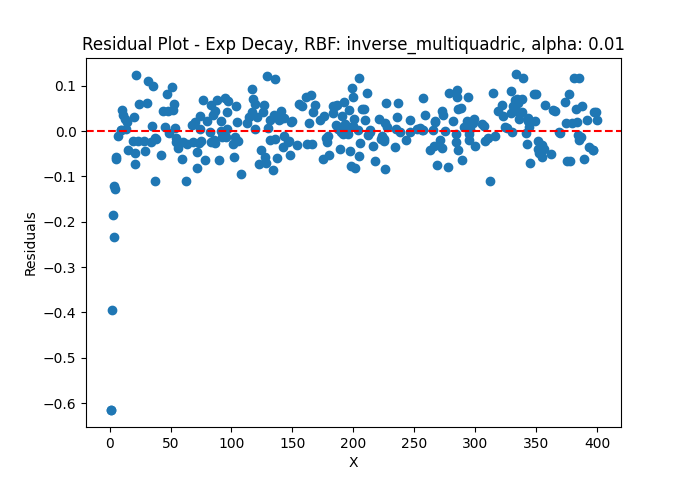 Residual Plot - Exp Decay, RBF: inverse_multiquadric, alpha: 0.01
0.1
0.0
−0.1
−0.2
−0.3
−0.4
−0.5
−0.6
Residuals
0 50 100 150 200 250 300 350 400
X